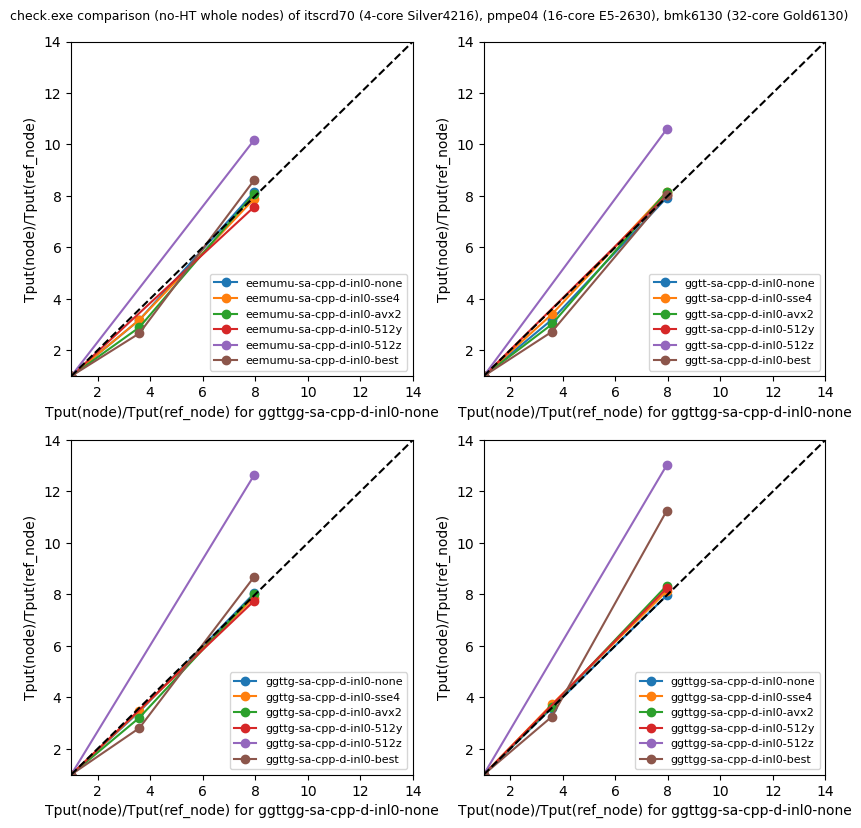 check.exe comparison (no-HT whole nodes) of itscrd70 (4-core Silver4216), pmpe04 (16-core E5-2630), bmk6130 (32-core Gold6130)
14
12
10
8
6
4
2
Tput(node)/Tput(ref_node)
eemumu-sa-cpp-d-inl0-none
eemumu-sa-cpp-d-inl0-sse4
eemumu-sa-cpp-d-inl0-avx2
eemumu-sa-cpp-d-inl0-512y
eemumu-sa-cpp-d-inl0-512z
eemumu-sa-cpp-d-inl0-best
2 4 6 8 10 12 14
Tput(node)/Tput(ref_node) for ggttgg-sa-cpp-d-inl0-none
14
12
10
8
6
4
2
Tput(node)/Tput(ref_node)
ggtt-sa-cpp-d-inl0-none
ggtt-sa-cpp-d-inl0-sse4
ggtt-sa-cpp-d-inl0-avx2
ggtt-sa-cpp-d-inl0-512y
ggtt-sa-cpp-d-inl0-512z
ggtt-sa-cpp-d-inl0-best
2 4 6 8 10 12 14
Tput(node)/Tput(ref_node) for ggttgg-sa-cpp-d-inl0-none
14
12
10
8
6
4
2
Tput(node)/Tput(ref_node)
ggttg-sa-cpp-d-inl0-none
ggttg-sa-cpp-d-inl0-sse4
ggttg-sa-cpp-d-inl0-avx2
ggttg-sa-cpp-d-inl0-512y
ggttg-sa-cpp-d-inl0-512z
ggttg-sa-cpp-d-inl0-best
2 4 6 8 10 12 14
Tput(node)/Tput(ref_node) for ggttgg-sa-cpp-d-inl0-none
14
12
10
8
6
4
2
Tput(node)/Tput(ref_node)
ggttgg-sa-cpp-d-inl0-none
ggttgg-sa-cpp-d-inl0-sse4
ggttgg-sa-cpp-d-inl0-avx2
ggttgg-sa-cpp-d-inl0-512y
ggttgg-sa-cpp-d-inl0-512z
ggttgg-sa-cpp-d-inl0-best
2 4 6 8 10 12 14
Tput(node)/Tput(ref_node) for ggttgg-sa-cpp-d-inl0-none